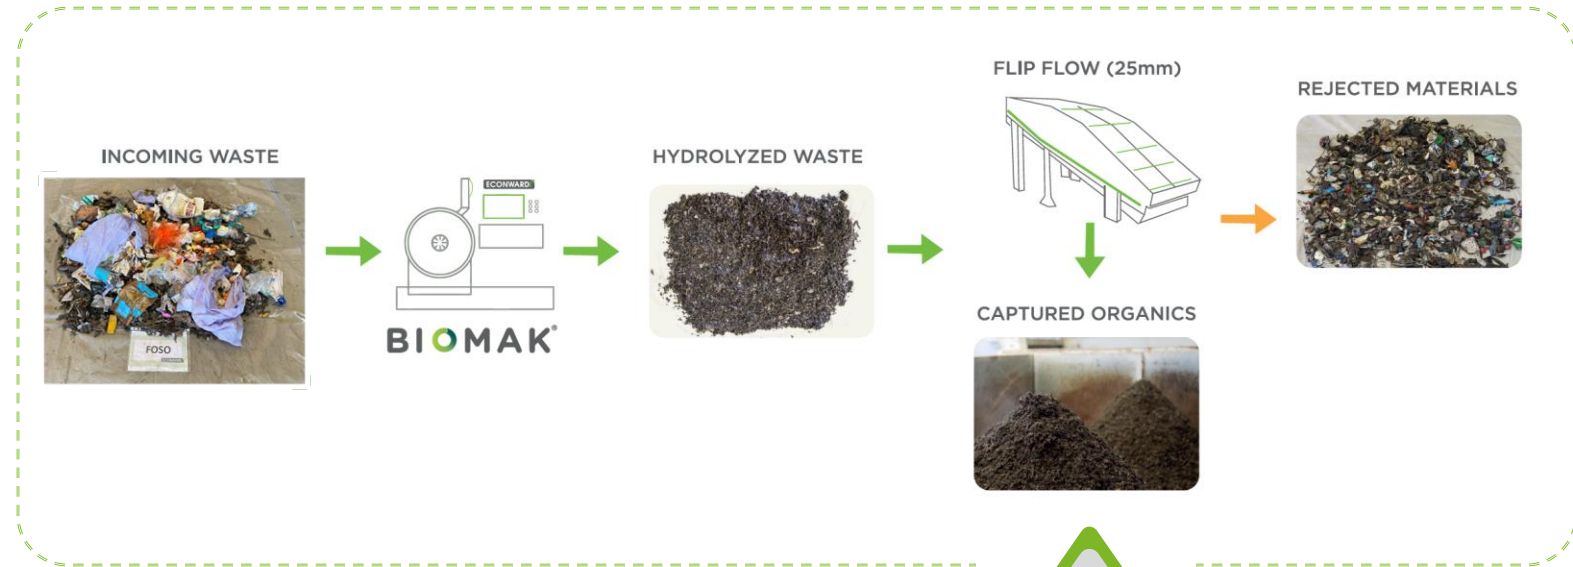 INCOMING WASTE
FOSO
ECONWARD
BIOMAK®
HYDROLYZED WASTE
FLIP FLOW (25mm)
CAPTURED ORGANICS
REJECTED MATERIALS